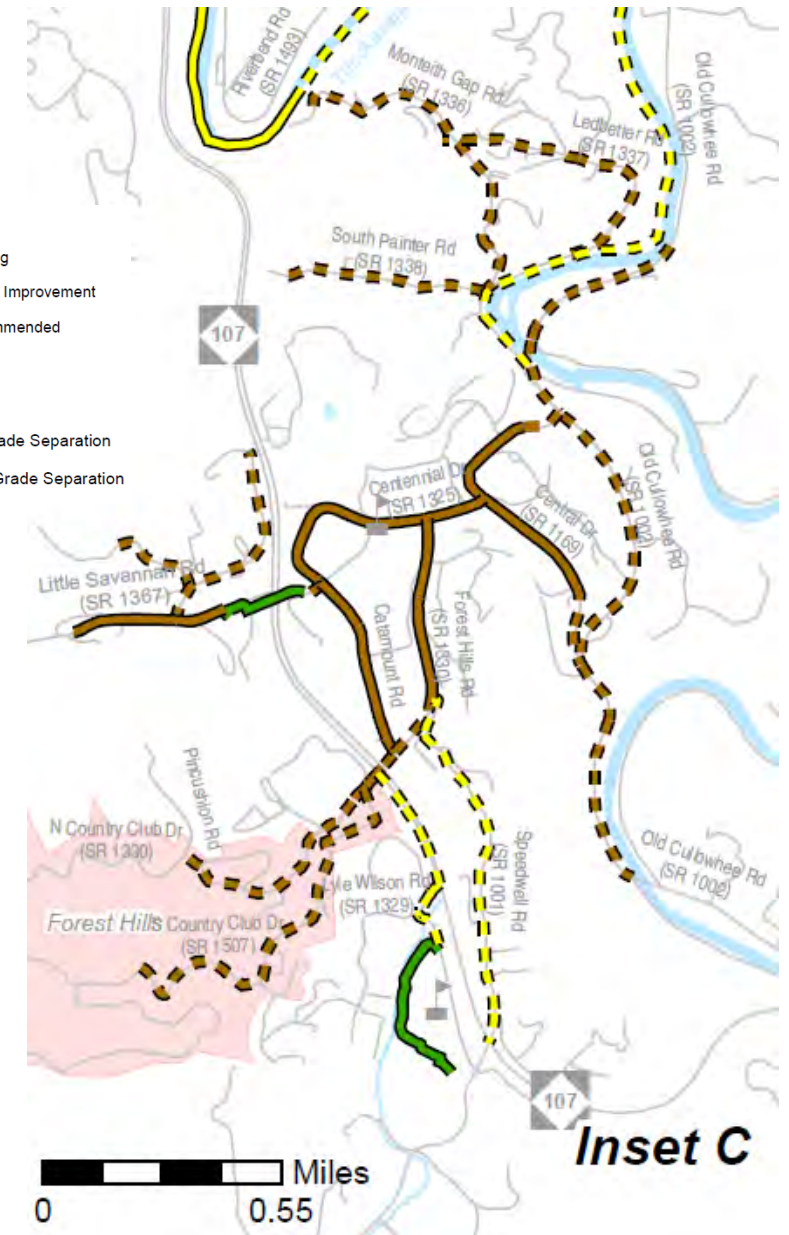 Riverbend Rd
(SR 1493)
Monteith Gap Rd
(SR 1336)
Old Cullowhee Rd
(SR 1002)
Ledbetter Rd
(SR 1337)
South Painter Rd
(SR 1338)
g
Improvement
mmended
107
ade Separation
Grade Separation
Centennial Dr
(SR 1325)
Central Dr
(SR 1169)
Old Cullowhee Rd
(SR 1002)
Little Savannah Rd
(SR 1367)
Catamount Rd
Forest Hills Rd
(SR 1330)
Pincushion Rd
N Country Club Dr
(SR 1330)
Lyle Wilson Rd
(SR 1329)
Speedwell Rd
(SR 1001)
Old Cullowhee Rd
(SR 1002)
Forest Hills
Country Club Dr
(SR 1507)
107
Inset C
Miles
0 0.55